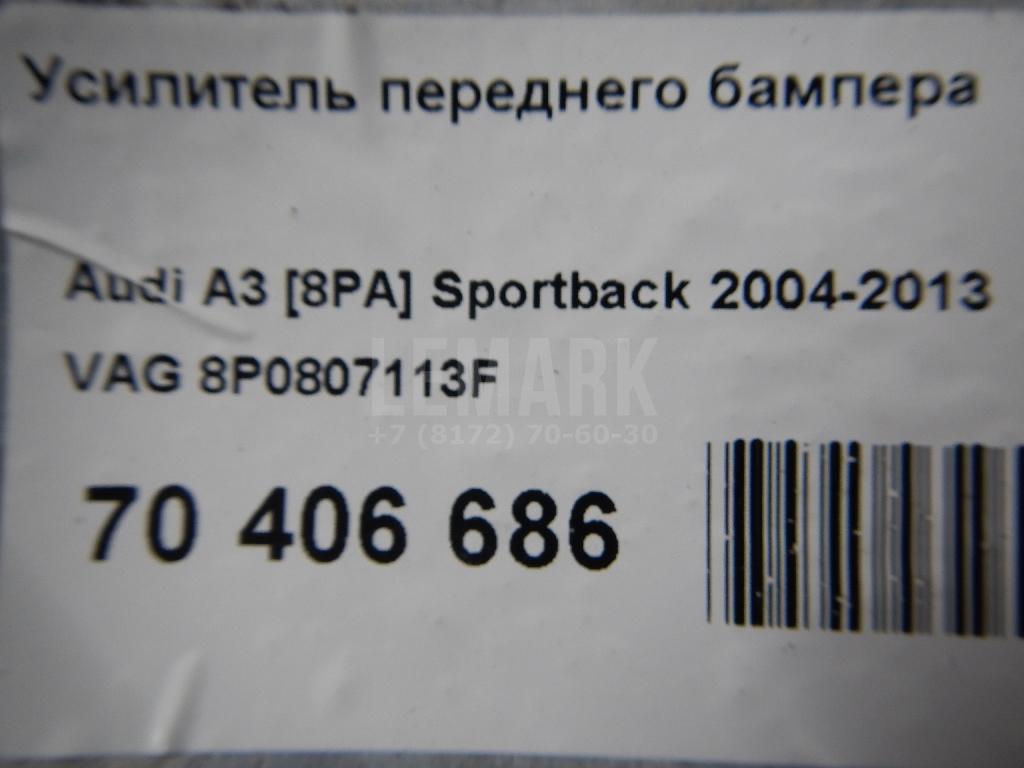 Усилитель переднего бампера
Audi A3 [8PA] Sportback 2004-2013
VAG 8P0807113F
LEMARK
+7 (8172) 70-60-30
70 406 686